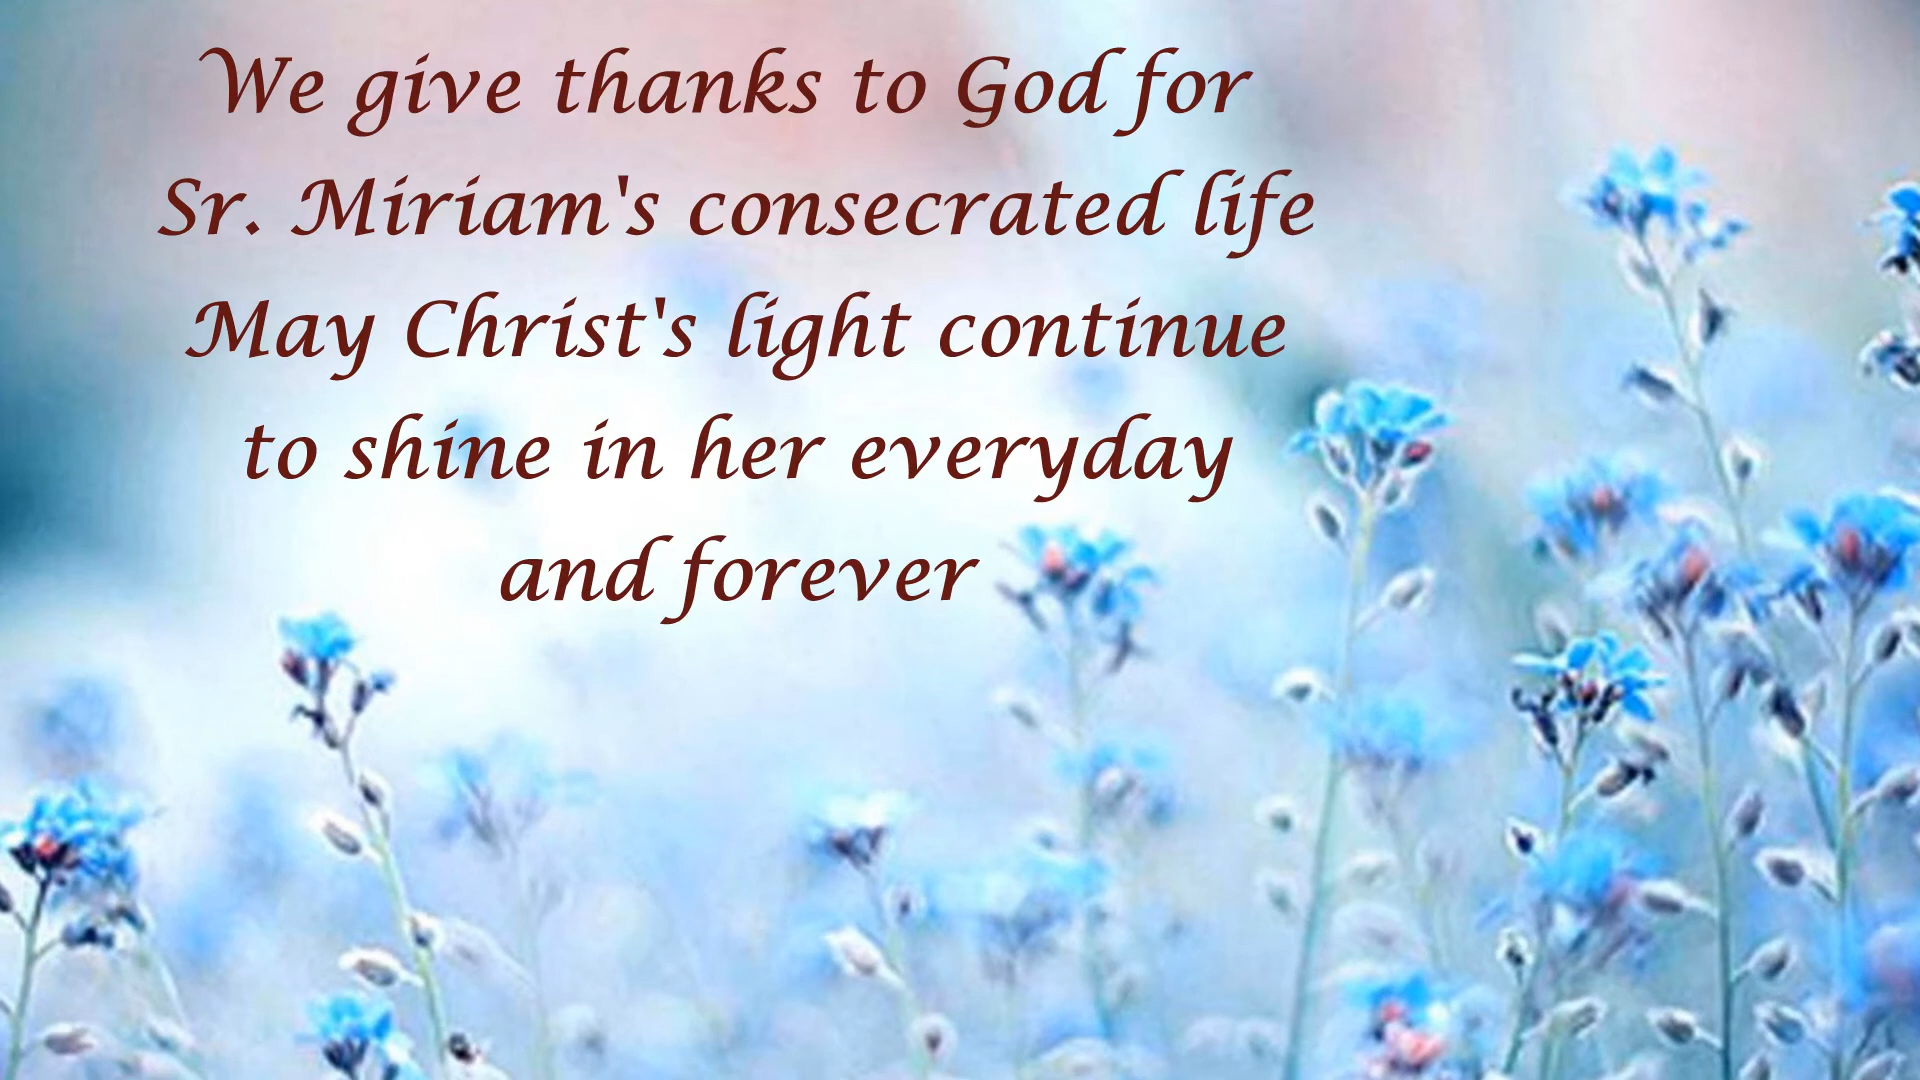 We give thanks to God for
Sr. Miriam's consecrated life
May Christ's light continue
to shine in her everyday
and forever